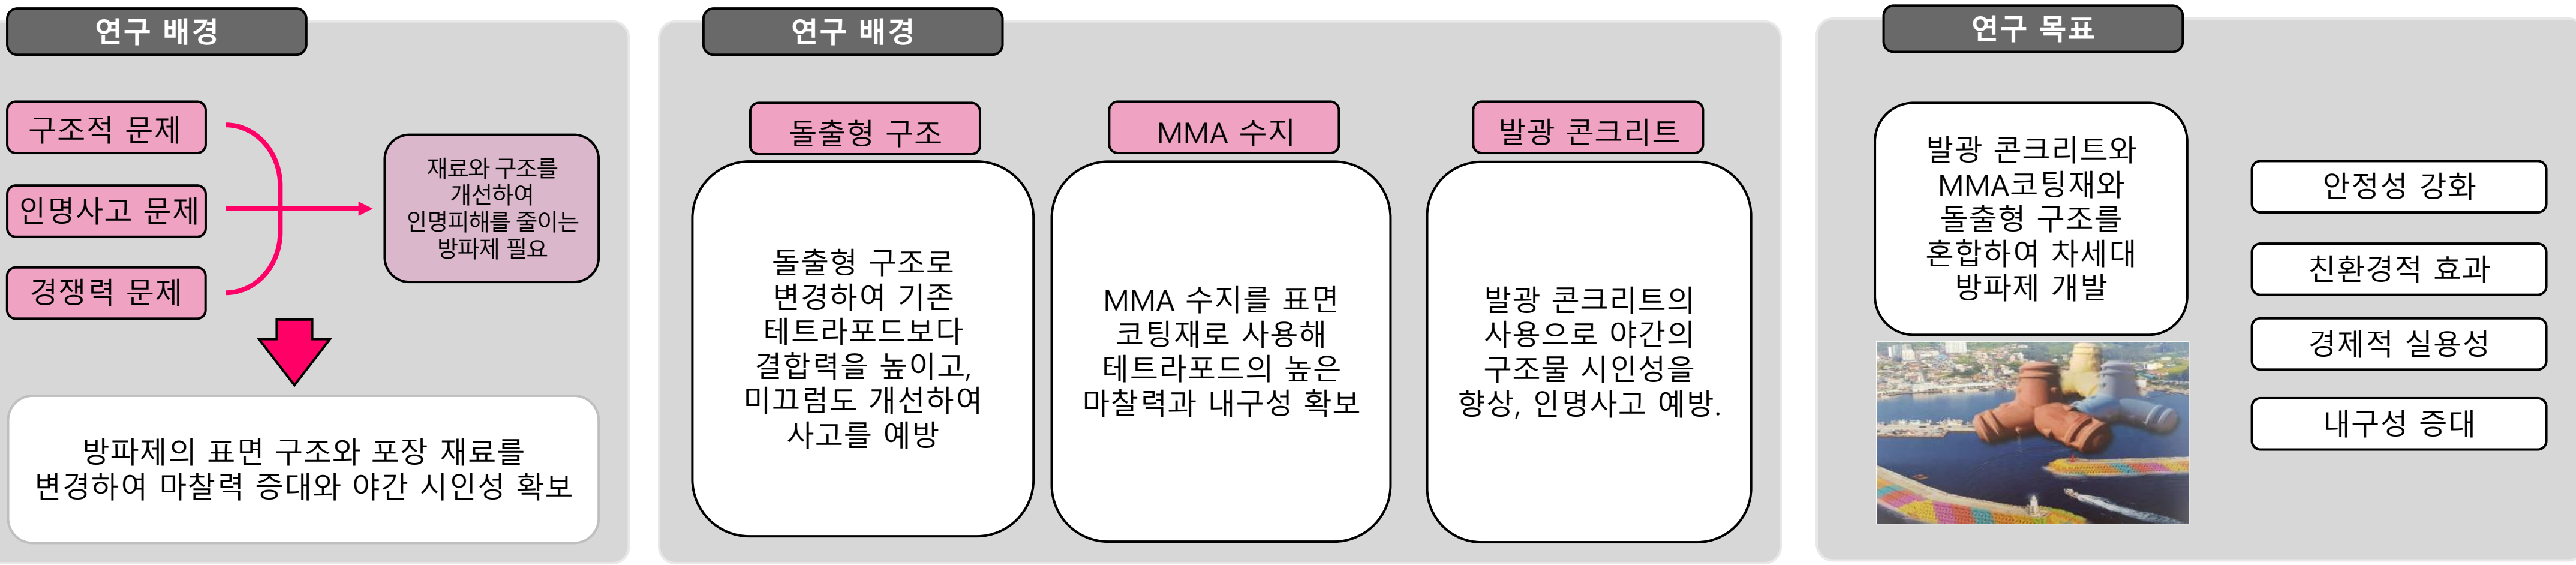 연구 배경
구조적 문제
인명사고 문제
경쟁력 문제
재료와 구조를
개선하여
인명피해를 줄이는
방파제 필요
방파제의 표면 구조와 포장 재료를
변경하여 마찰력 증대와 야간 시인성 확보
연구 배경
돌출형 구조
돌출형 구조로
변경하여 기존
테트라포드보다
결합력을 높이고,
미끄럼도 개선하여
사고를 예방
MMA 수지
MMA 수지를 표면
코팅재로 사용해
테트라포드의 높은
마찰력과 내구성 확보
발광 콘크리트
발광 콘크리트의
사용으로 야간의
구조물 시인성을
향상, 인명사고 예방.
연구 목표
발광 콘크리트와
MMA코팅재와
돌출형 구조를
혼합하여 차세대
방파제 개발
안정성 강화
친환경적 효과
경제적 실용성
내구성 증대